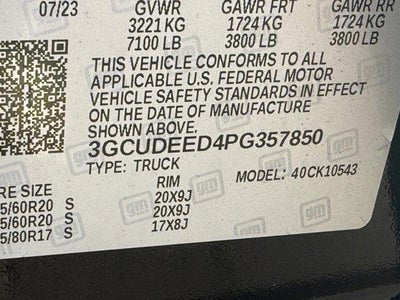 07/23 GVWR GAWR FRT GAWR RR
3221 KG 1724 KG 1724 KG
7100 LB 3800 LB 3800 LB
THIS VEHICLE CONFORMS TO ALL
APPLICABLE U.S. FEDERAL MOTOR
VEHICLE SAFETY STANDARDS IN EFFECT
ON THE DATE OF MANUFACTURE
SHOWN ABOVE.
3GCUDEED4PG357850
TYPE: TRUCK MODEL: 40CK10543
RE SIZE RIM
5/60R20 S 20X9J
5/60R20 S 20X9J
5/80R17 S 17X8J
gm